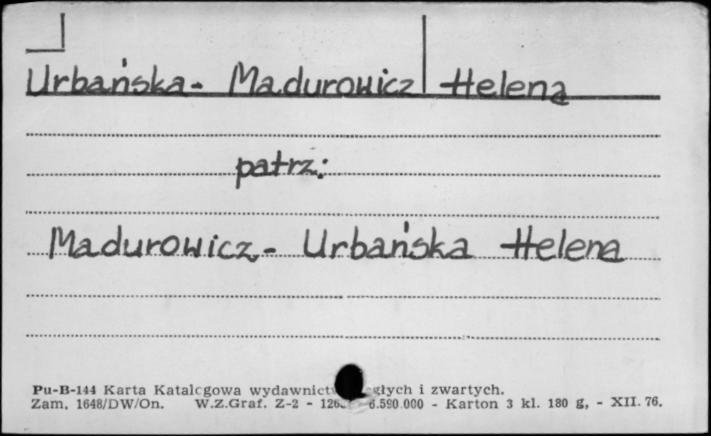 Urbańska- Madurowicz Helena
patrz:
Madurowicz- Urbańska Helena
Pu-B-144 Karta Katalogowa wydawnictw ciągłych i zwartych.
Zam. 1648/DW/On. W.Z.Graf. Z-2 - 6.590.000 - Karton 3 kl. 180 g, - XII. 76.